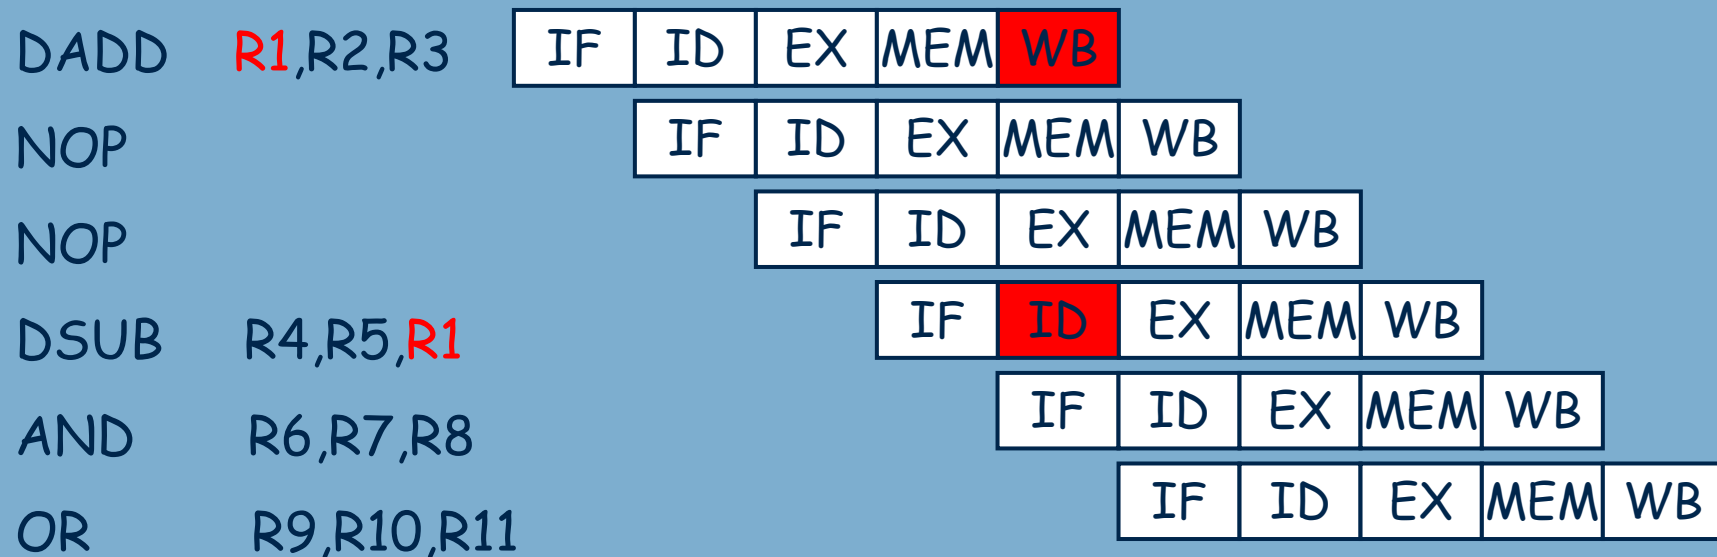 DADD R1,R2,R3 IF ID EX MEM WB
NOP IF ID EX MEM WB
NOP IF ID EX MEM WB
DSUB R4,R5,R1 IF ID EX MEM WB
AND R6,R7,R8 IF ID EX MEM WB
OR R9,R10,R11 IF ID EX MEM WB